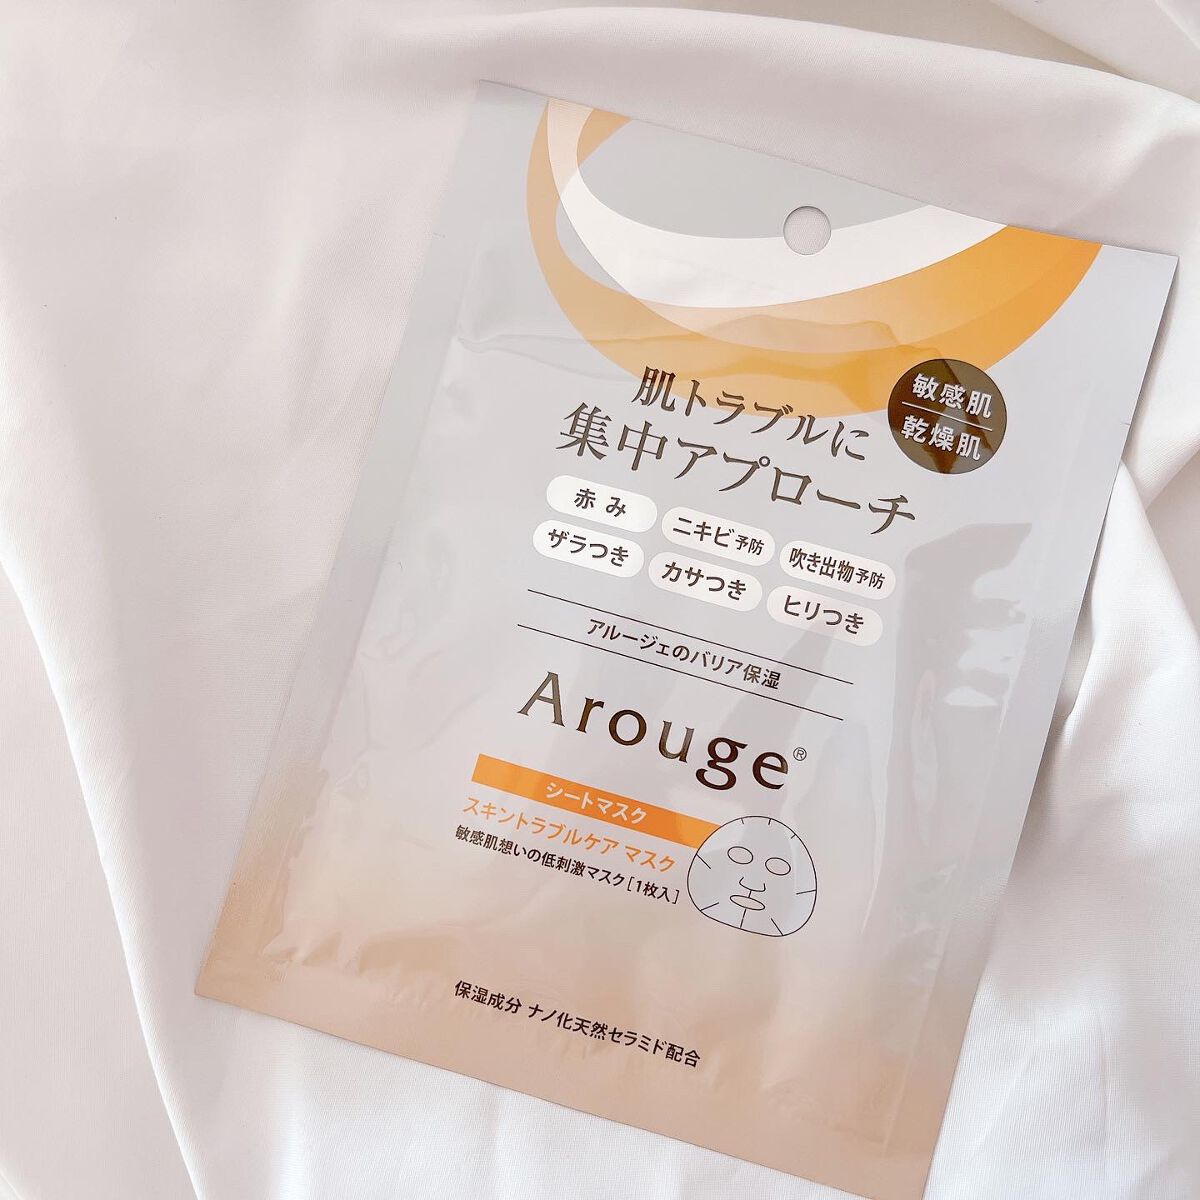 敏感肌
乾燥肌
肌トラブルに
集中アプローチ
赤み ニキビ予防 吹き出物予防
ザラつき カサつき ヒリつき
アルージェのバリア保湿
Arouge®
シートマスク
スキントラブルケア マスク
敏感肌想いの低刺激マスク[1枚入]
保湿成分 ナノ化天然セラミド配合